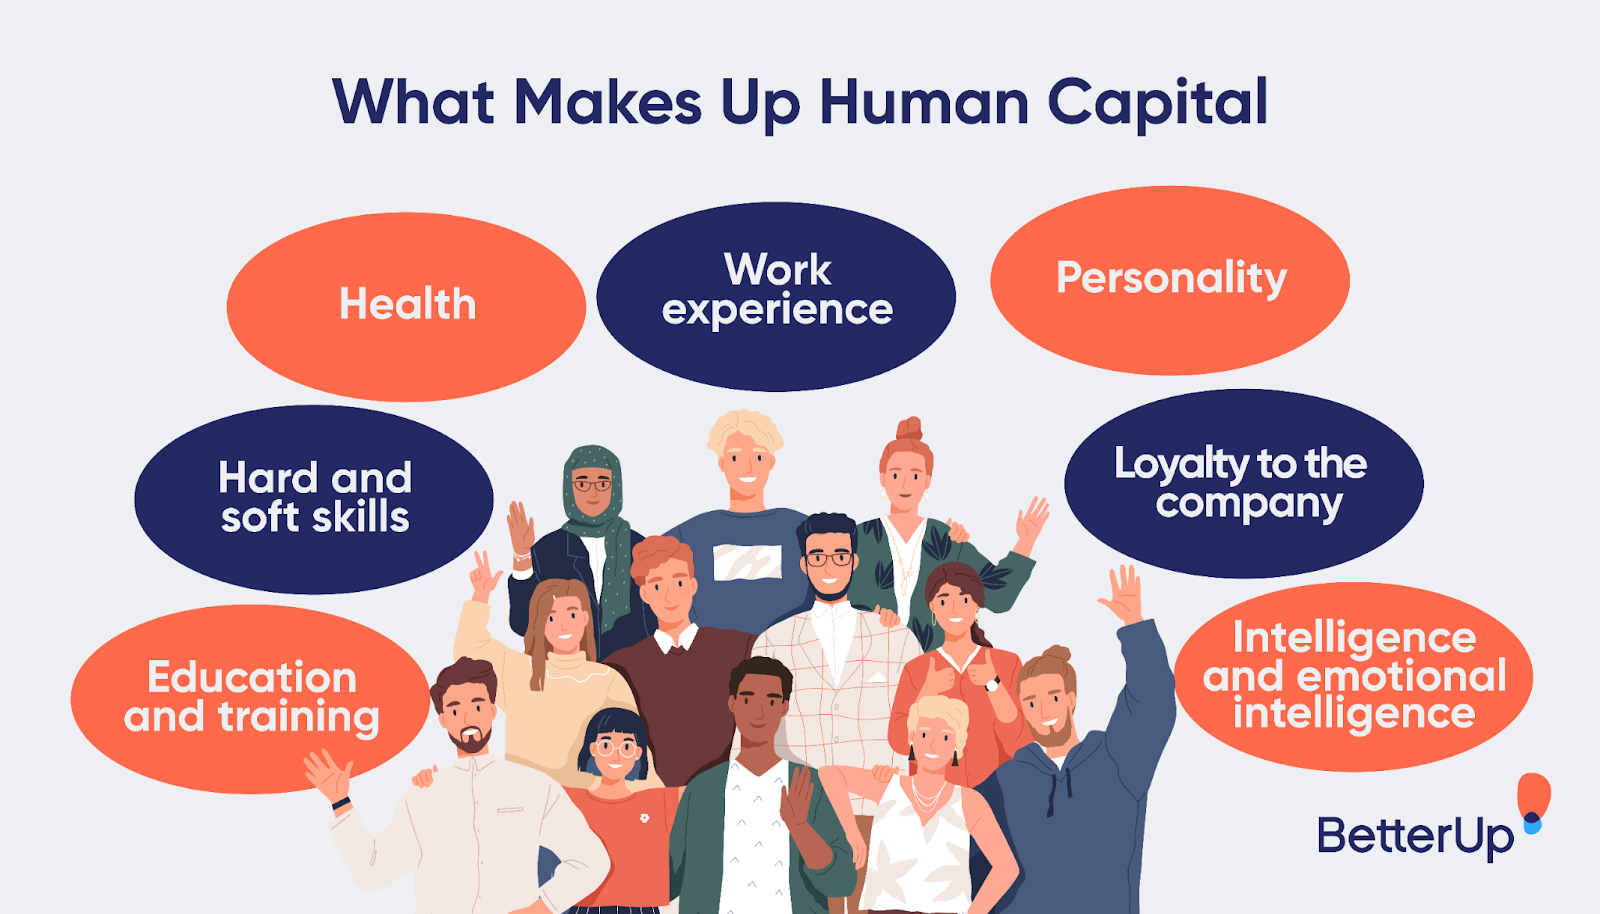 What Makes Up Human Capital
Health
Work
experience
Personality
Hard and
soft skills
Loyalty to the
company
Education
and training
Intelligence
and emotional
intelligence
BetterUp